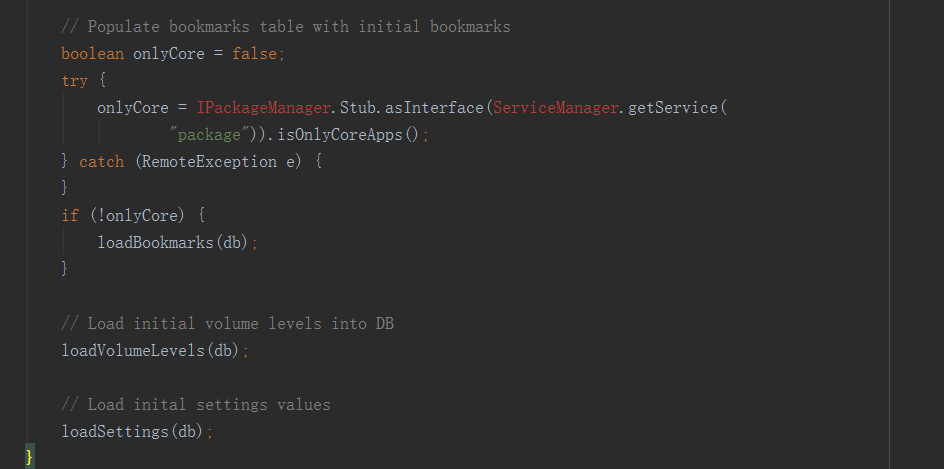 // Populate bookmarks table with initial bookmarks
boolean onlyCore = false;
try {
onlyCore = IPackageManager.Stub.asInterface(ServiceManager.getService(
"package")).isOnlyCoreApps();
} catch (RemoteException e) {
}
if (!onlyCore) {
loadBookmarks(db);
}
// Load initial volume levels into DB
loadVolumeLevels(db);
// Load inital settings values
loadSettings(db);
}